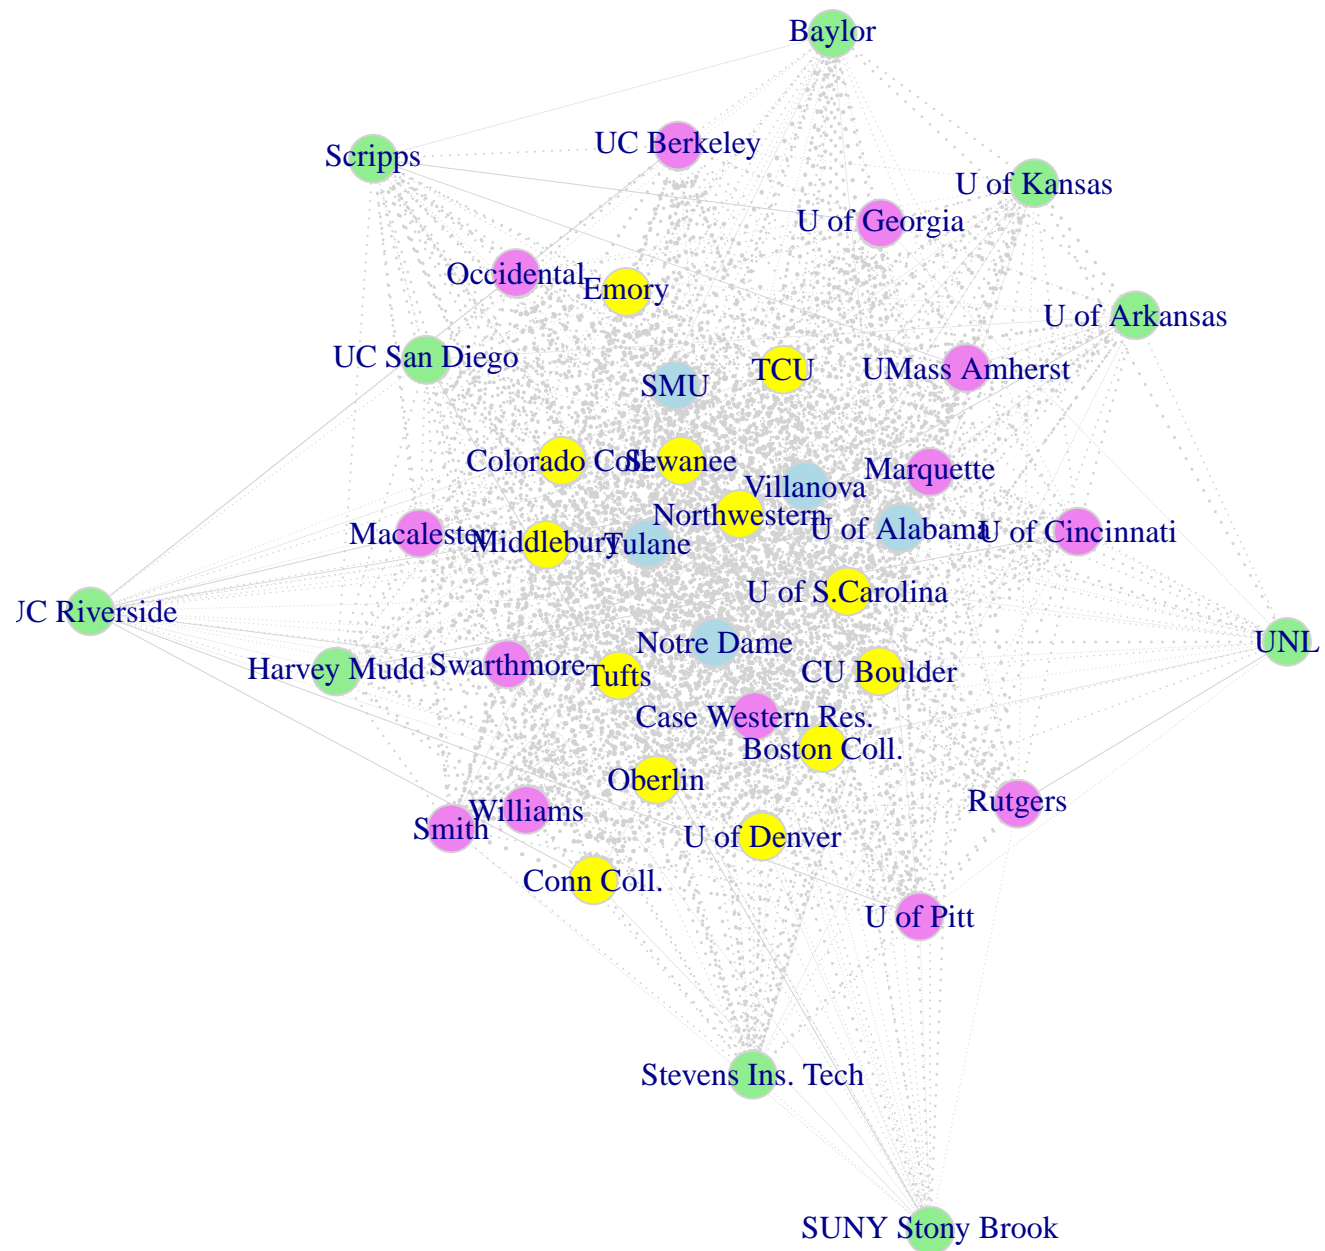 Baylor
UC Berkeley
Scripps
U of Kansas
U of Georgia
Occidental
Emory
U of Arkansas
UC San Diego
TCU
UMass Amherst
SMU
Colorado Coll.
Sewanee
Marquette
Villanova
Northwestern
U of Alabama
U of Cincinnati
Macalester
Middlebury
Tulane
U of S.Carolina
UC Riverside
Notre Dame
UNL
Harvey Mudd
Swarthmore
Tufts
CU Boulder
Case Western Res.
Boston Coll.
Oberlin
Rutgers
Williams
Smith
U of Denver
Conn Coll.
U of Pitt
Stevens Ins. Tech
SUNY Stony Brook